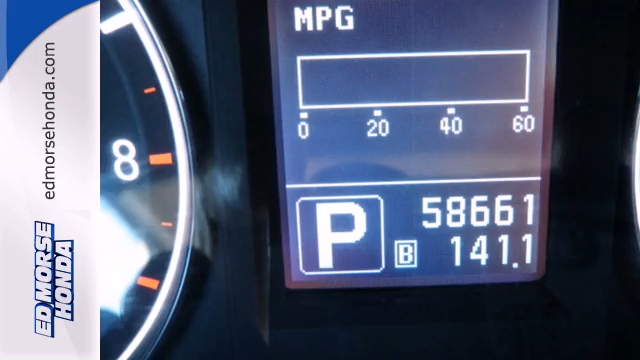 MPG
0 20 40 60
8
P
58661
B 141.1
edmorsehonda.com
ED MORSE
HONDA